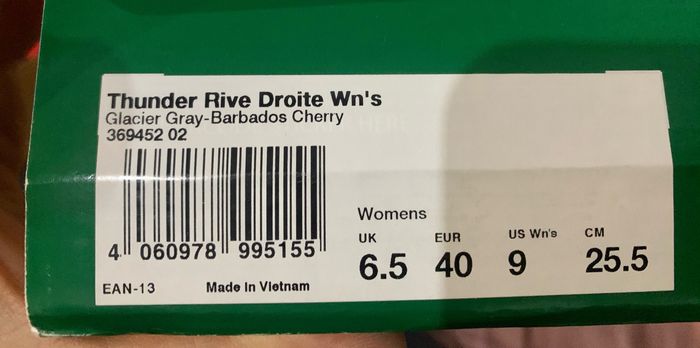 Thunder Rive Droite Wn's
Glacier Gray-Barbados Cherry
369452 02
4 060978 995155
EAN-13 Made in Vietnam
Womens
UK EUR US Wn's CM
6.5 40 9 25.5